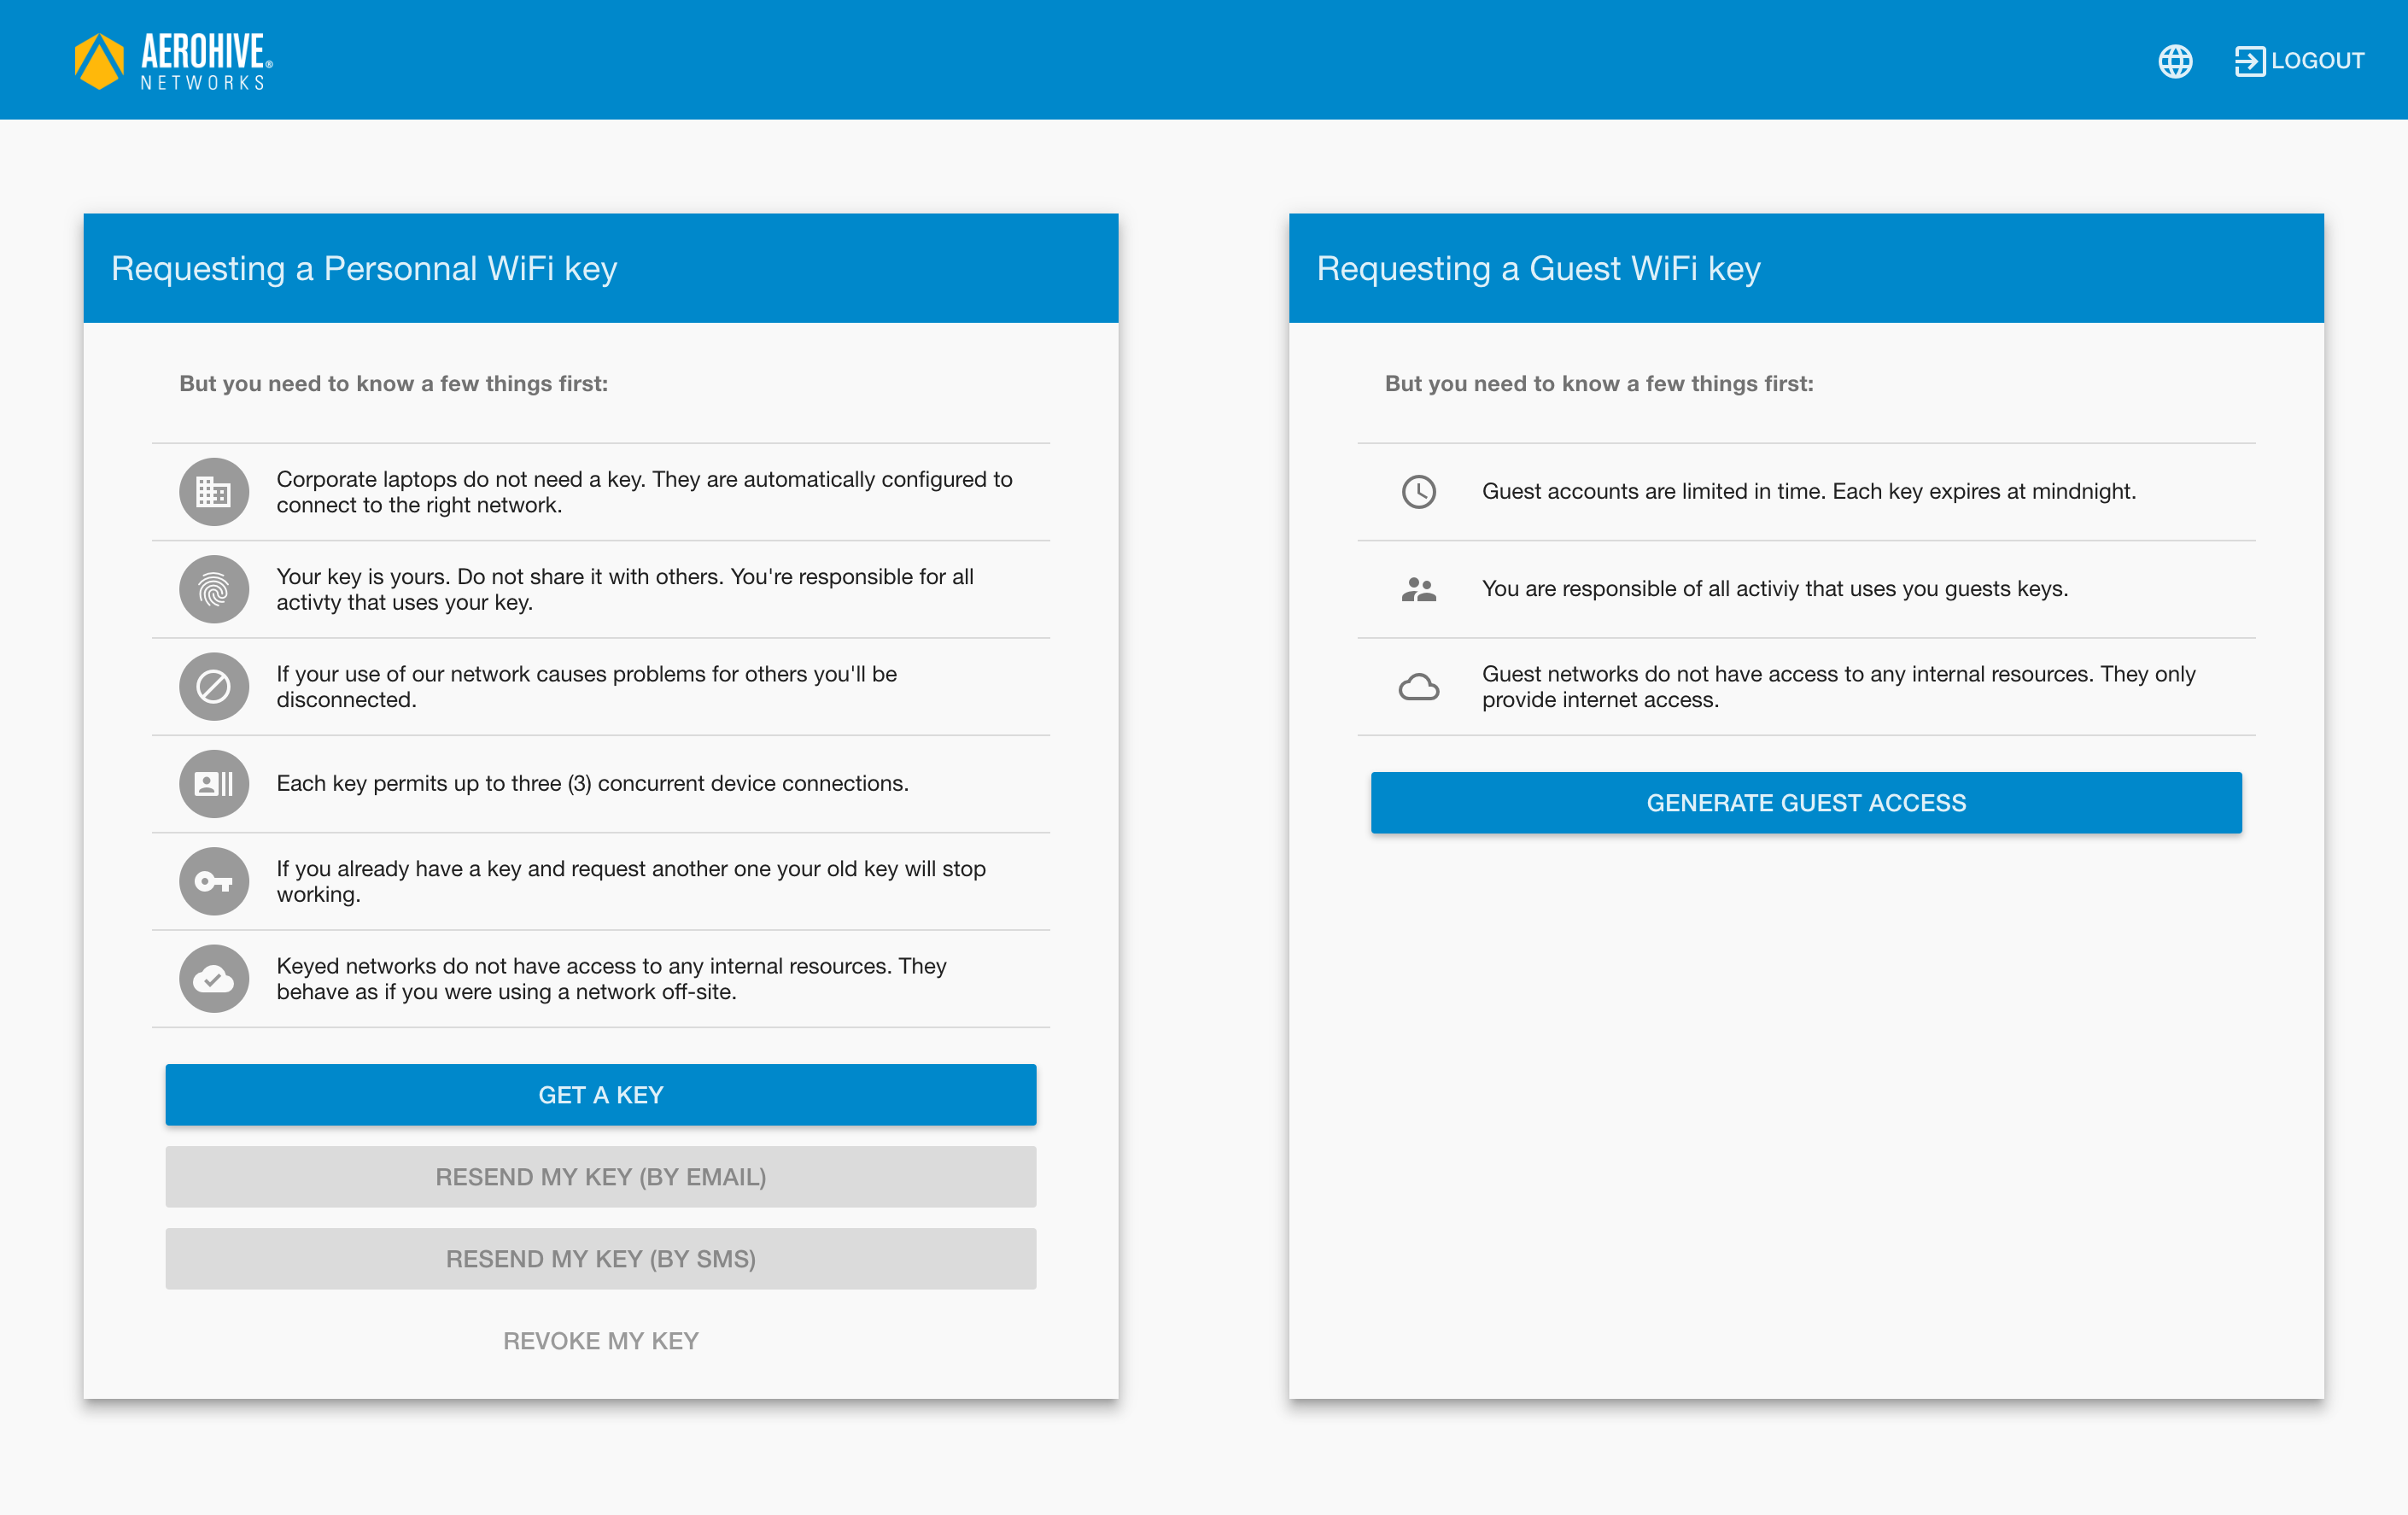 AEROHIVE®
NETWORKS
LOGOUT
Requesting a Personnal WiFi key
But you need to know a few things first:
Corporate laptops do not need a key. They are automatically configured to
connect to the right network.
Your key is yours. Do not share it with others. You're responsible for all
activty that uses your key.
If your use of our network causes problems for others you'll be
disconnected.
Each key permits up to three (3) concurrent device connections.
If you already have a key and request another one your old key will stop
working.
Keyed networks do not have access to any internal resources. They
behave as if you were using a network off-site.
GET A KEY
RESEND MY KEY (BY EMAIL)
RESEND MY KEY (BY SMS)
REVOKE MY KEY
Requesting a Guest WiFi key
But you need to know a few things first:
Guest accounts are limited in time. Each key expires at mindnight.
You are responsible of all activiy that uses you guests keys.
Guest networks do not have access to any internal resources. They only
provide internet access.
GENERATE GUEST ACCESS